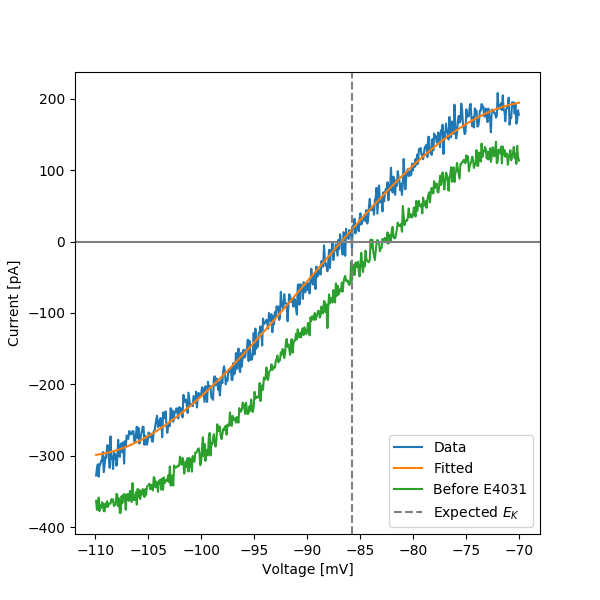 200
100
0
−100
−200
−300
−400
Current [pA]
−110 −105 −100 −95 −90 −85 −80 −75 −70
Voltage [mV]
Data
Fitted
Before E4031
Expected E_K